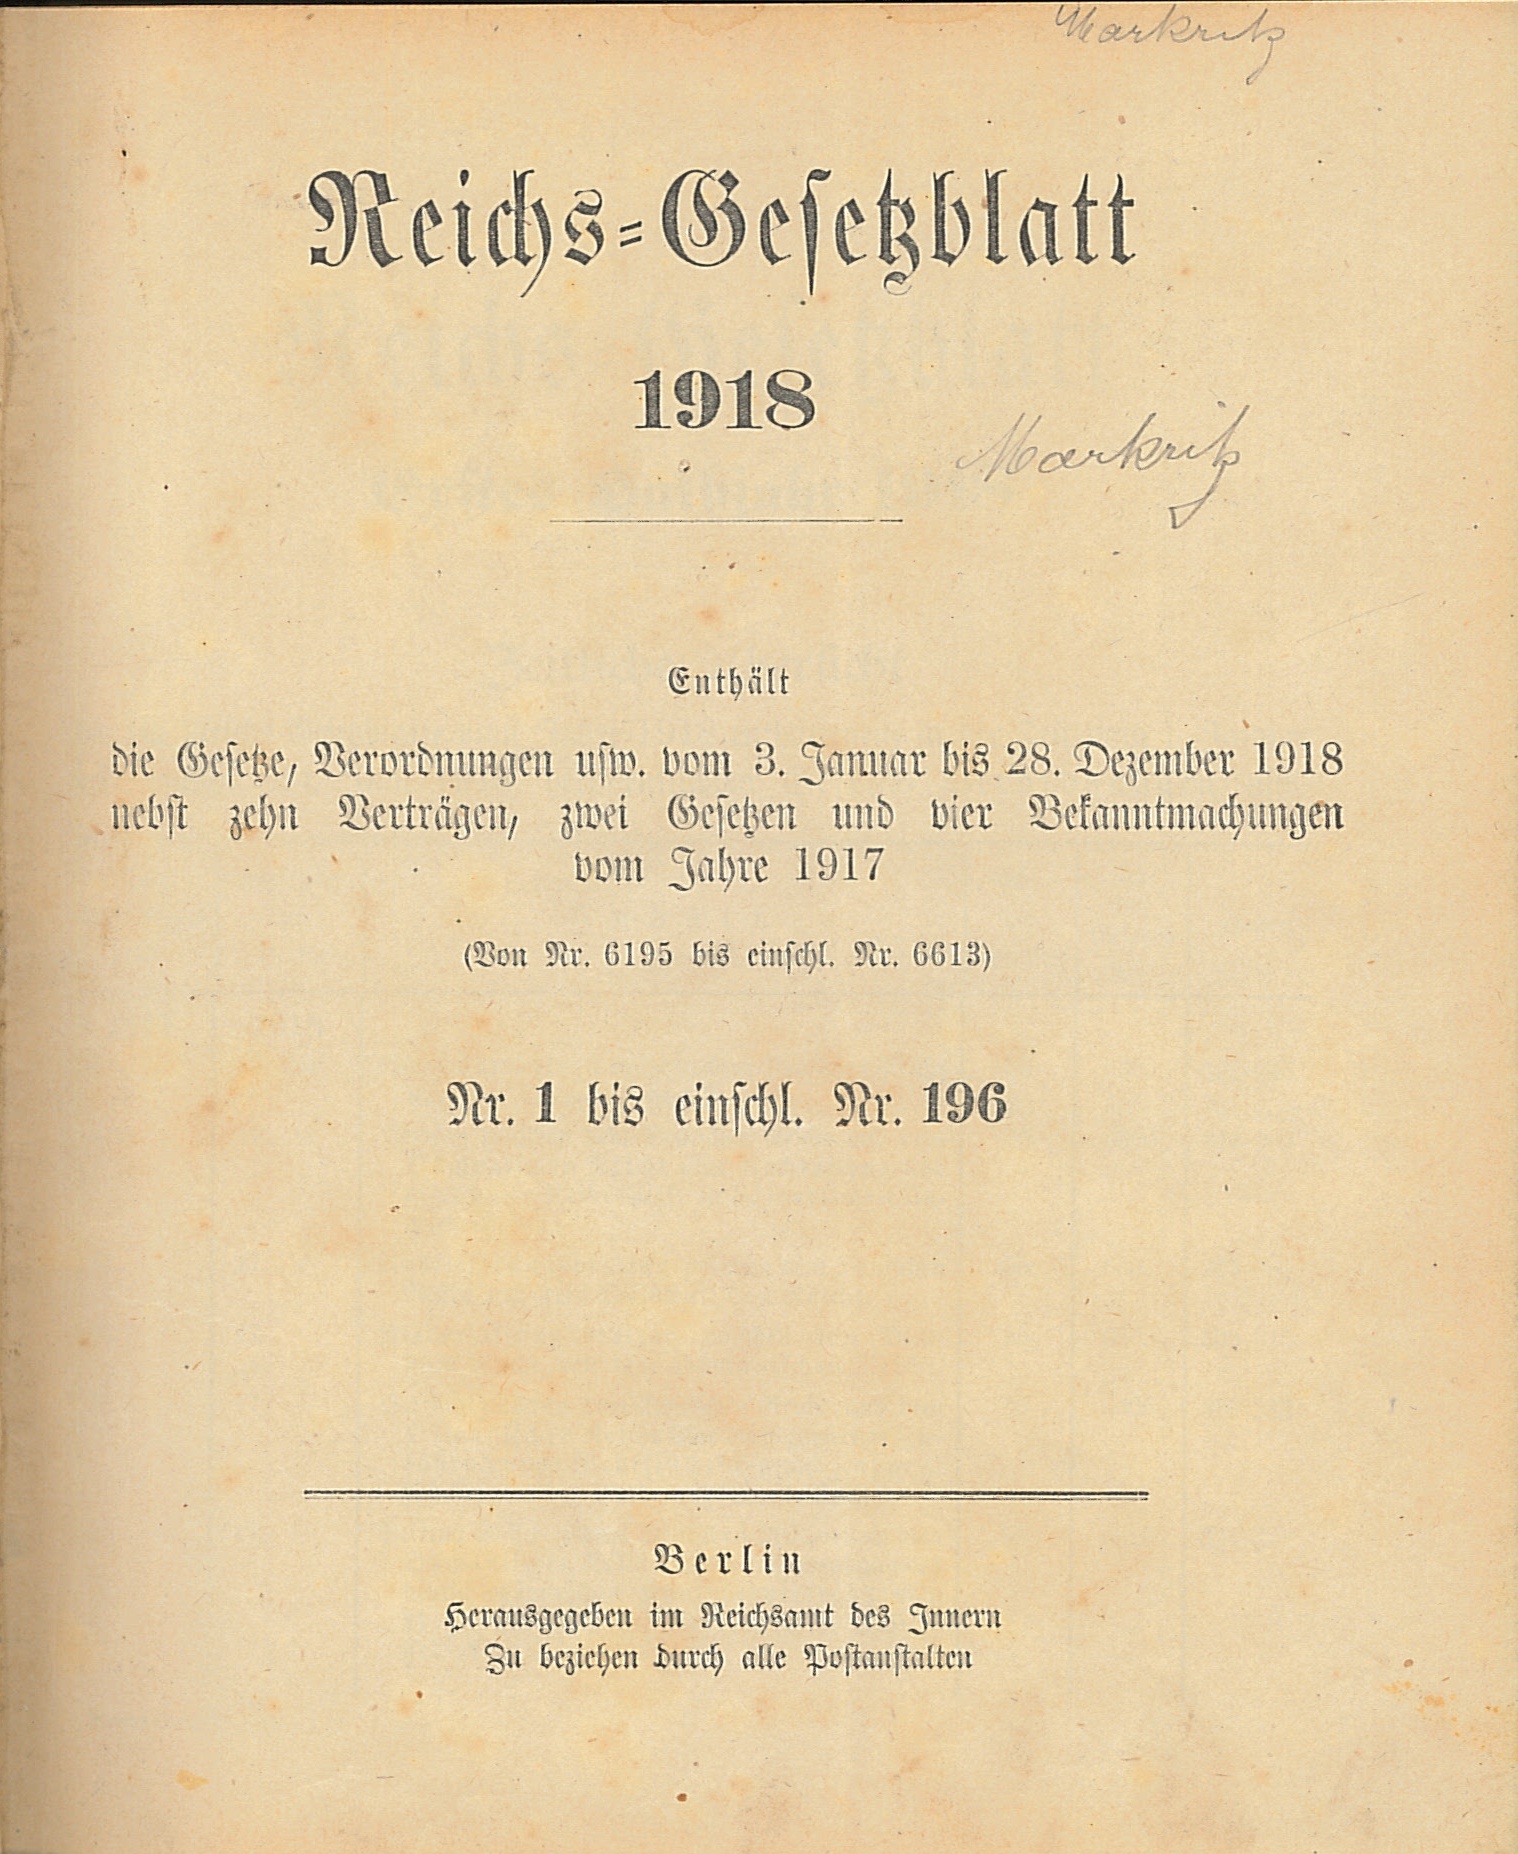 Markritz
Reichs-Gesetzblatt
1918
Markritz
Enthält
die Gesetze, Verordnungen usw. vom 3. Januar bis 28. Dezember 1918
nebst zehn Verträgen, zwei Gesetzen und vier Bekanntmachungen
vom Jahre 1917
(Von Nr. 6195 bis einschl. Nr. 6613)
Nr. 1 bis einschl. Nr. 196
Berlin
Herausgegeben im Reichsamt des Innern
Zu beziehen durch alle Postanstalten